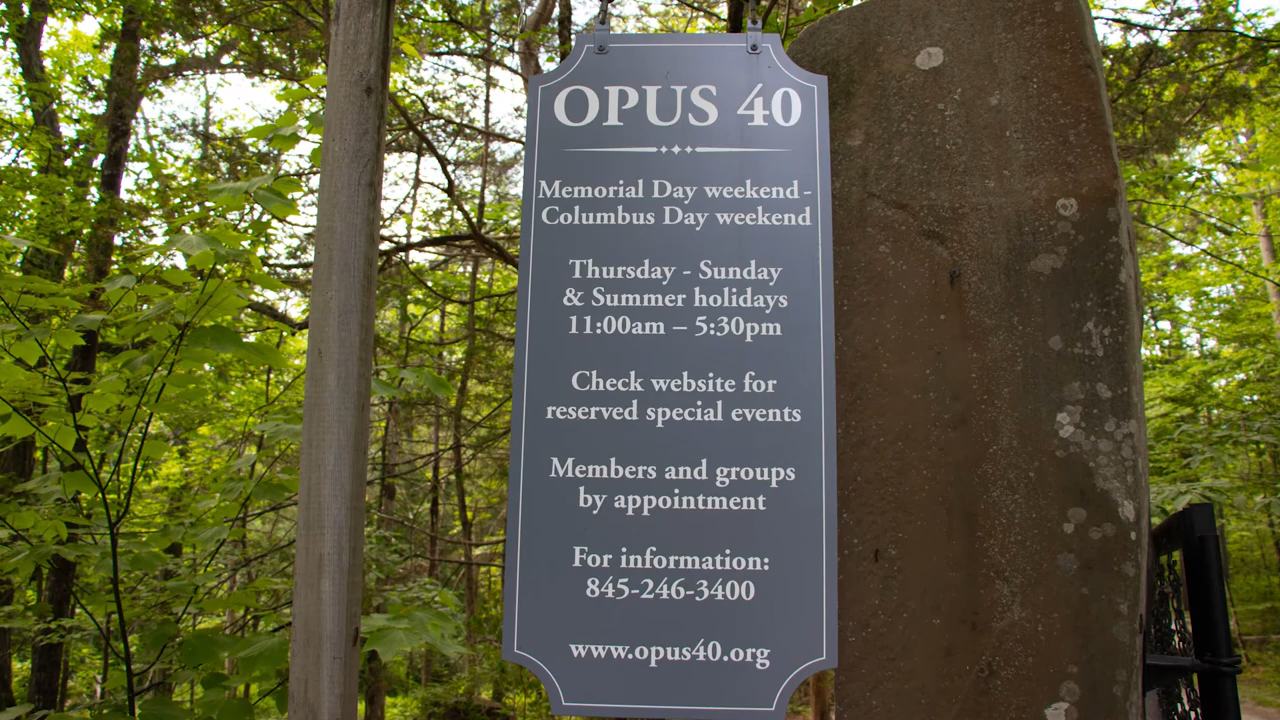 OPUS 40
Memorial Day weekend -
Columbus Day weekend
Thursday - Sunday
& Summer holidays
11:00am – 5:30pm
Check website for
reserved special events
Members and groups
by appointment
For information:
845-246-3400
www.opus40.org